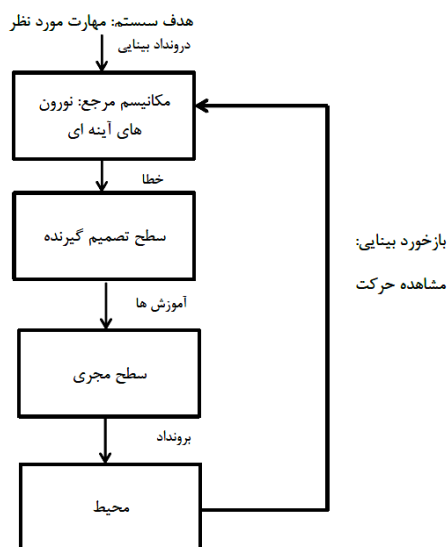 هدف سیستم: مهارت مورد نظر
درونداد بینایی
مکانیسم مرجع: نورون
های آینه ای
خطا
سطح تصمیم گیرنده
بازخورد بینایی:
مشاهده حرکت
آموزش ها
سطح مجری
برونداد
محیط